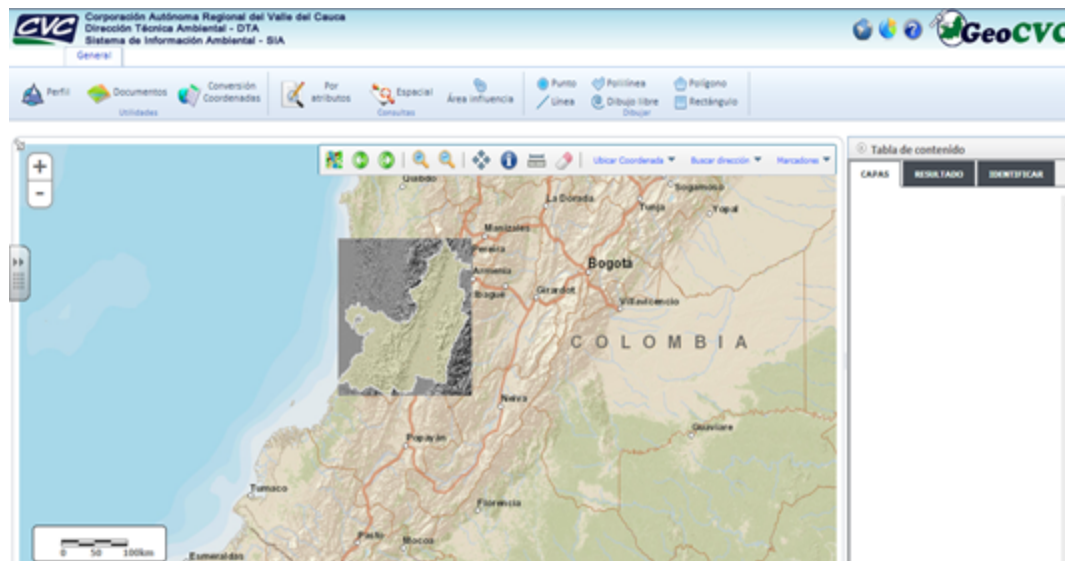 CVC
Corporación Autónoma Regional del Valle del Cauca
Dirección Técnica Ambiental - DTA
Sistema de Información Ambiental - SIA
GeoCVC
General
Perfil
Documentos
Conversión
Coordenadas
Utilidades
Por
atributos
Espacial
Área influencia
Consultas
Punto
Polilínea
Polígono
Línea
Dibujo libre
Rectángulo
Dibujar
+
-
Ubicar Coordenada
Buscar dirección
Marcadores
Tabla de contenido
CAPAS
RESULTADO
IDENTIFICAR
Quibdo
La Dorada
Sogamoso
Tunja
Yopal
Manizales
Pereira
Armenia
Ibague
Girardot
Bogota
Villavicencio
COLOMBIA
Neiva
Popayán
Guaviare
Tumaco
Florencia
Pasto
Mocoa
Esmeraldas
0 50 100km